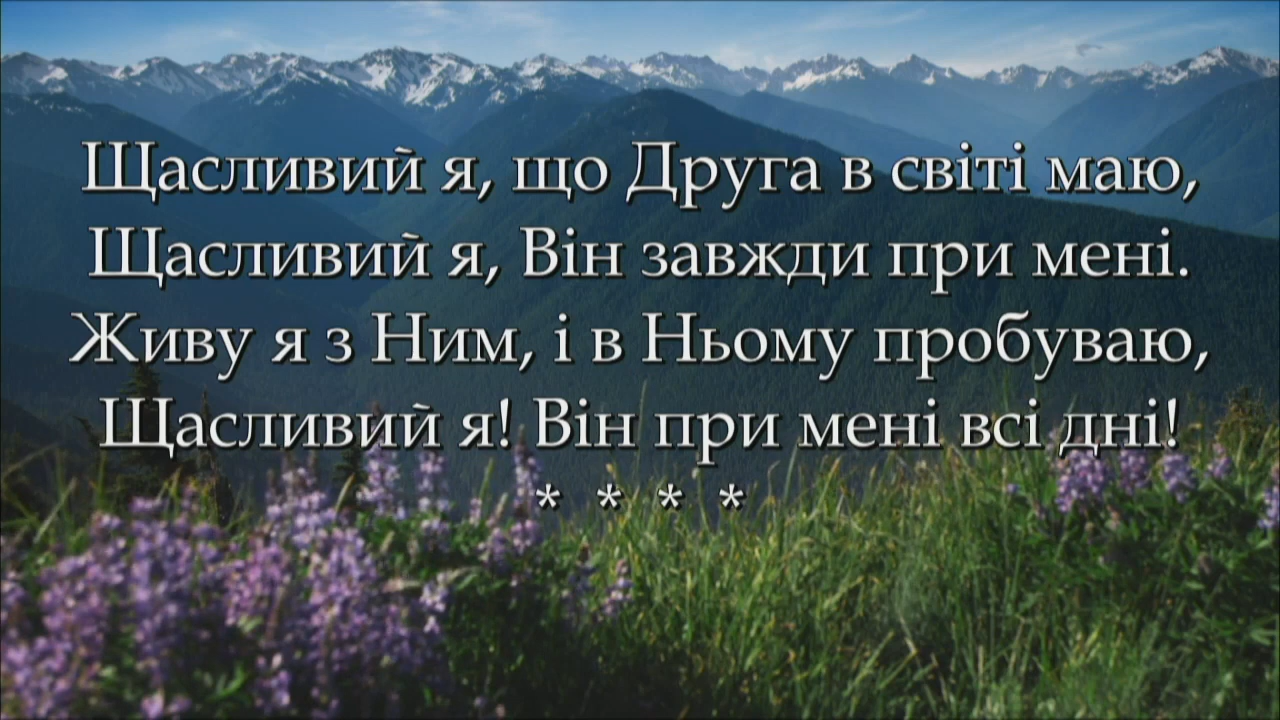 Щасливий я, що Друга в світі маю,
Щасливий я, Він завжди при мені.
Живу я з Ним, і в Ньому пробуваю,
Щасливий я! Він при мені всі дні!
* * * *